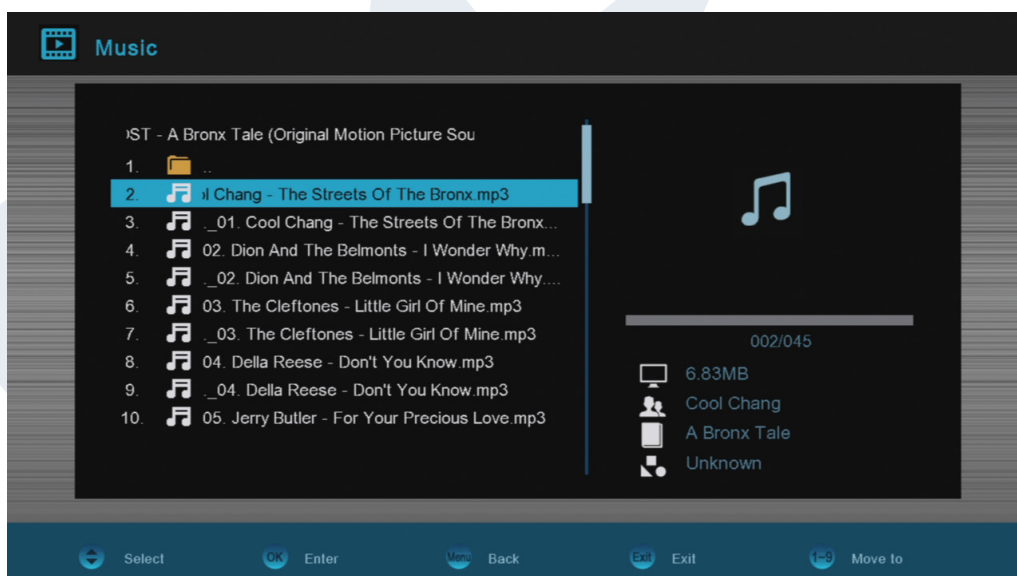 Music
OST - A Bronx Tale (Original Motion Picture Sou
1. ..
2. ol Chang - The Streets Of The Bronx.mp3
3. ._01. Cool Chang - The Streets Of The Bronx...
4. 02. Dion And The Belmonts - I Wonder Why.m...
5. ._02. Dion And The Belmonts - I Wonder Why....
6. 03. The Cleftones - Little Girl Of Mine.mp3
7. ._03. The Cleftones - Little Girl Of Mine.mp3
8. 04. Della Reese - Don't You Know.mp3
9. ._04. Della Reese - Don't You Know.mp3
10. 05. Jerry Butler - For Your Precious Love.mp3
002/045
6.83MB
Cool Chang
A Bronx Tale
Unknown
Select OK Enter Menu Back Exit Exit 1~9 Move to